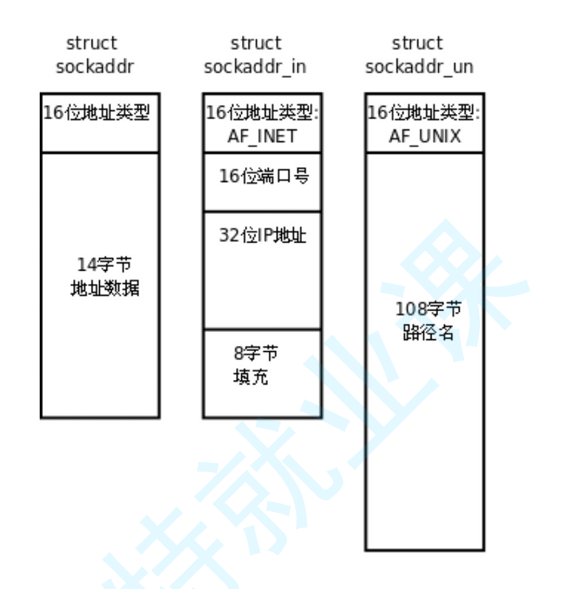 struct
sockaddr
16位地址类型
14字节
地址数据
struct
sockaddr_in
16位地址类型:
AF_INET
16位端口号
32位IP地址
8字节
填充
struct
sockaddr_un
16位地址类型:
AF_UNIX
108字节
路径名
特就业课